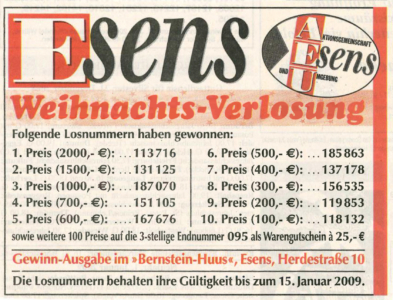 Esens
AKTIONSGEMEINSCHAFT
Esens
UND UMGEBUNG
Weihnachts-Verlosung
Folgende Losnummern haben gewonnen:
1. Preis (2000,- €): ...113716
2. Preis (1500,- €): ...131125
3. Preis (1000,- €): ...187070
4. Preis (700,- €): ...151105
5. Preis (600,- €): ...167676
6. Preis (500,- €): ...185863
7. Preis (400,- €): ...137178
8. Preis (300,- €): ...156535
9. Preis (200,- €): ...119853
10. Preis (100,- €): ...118132
sowie weitere 100 Preise auf die 3-stellige Endnummer 095 als Warengutschein à 25,- €
Gewinn-Ausgabe im »Bernstein-Huus«, Esens, Herdestraße 10
Die Losnummern behalten ihre Gültigkeit bis zum 15. Januar 2009.